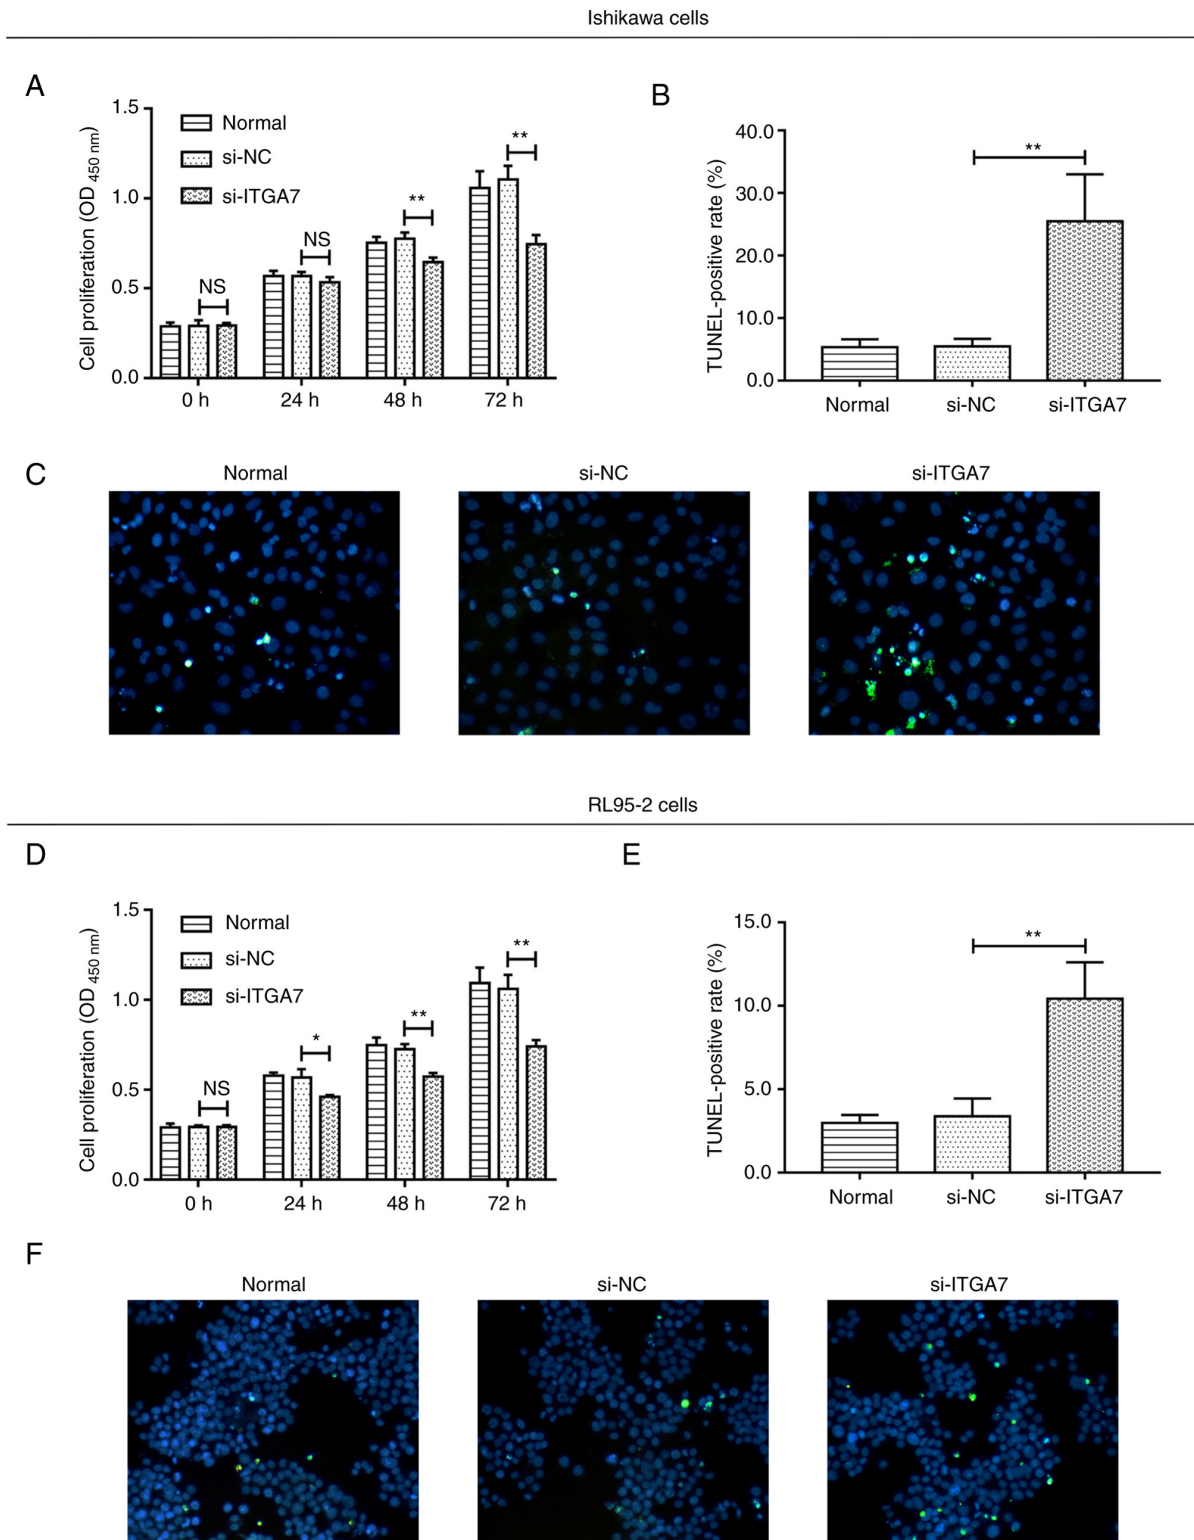 Ishikawa cells
A
Cell proliferation (OD 450 nm)
1.5
1.0
0.5
0.0
Normal
si-NC
si-ITGA7
NS
NS
**
**
0 h 24 h 48 h 72 h
B
TUNEL-positive rate (%)
40.0
30.0
20.0
10.0
0.0
**
Normal si-NC si-ITGA7
C
Normal si-NC si-ITGA7
RL95-2 cells
D
Cell proliferation (OD 450 nm)
1.5
1.0
0.5
0.0
Normal
si-NC
si-ITGA7
NS
*
**
**
0 h 24 h 48 h 72 h
E
TUNEL-positive rate (%)
15.0
10.0
5.0
0.0
**
Normal si-NC si-ITGA7
F
Normal si-NC si-ITGA7